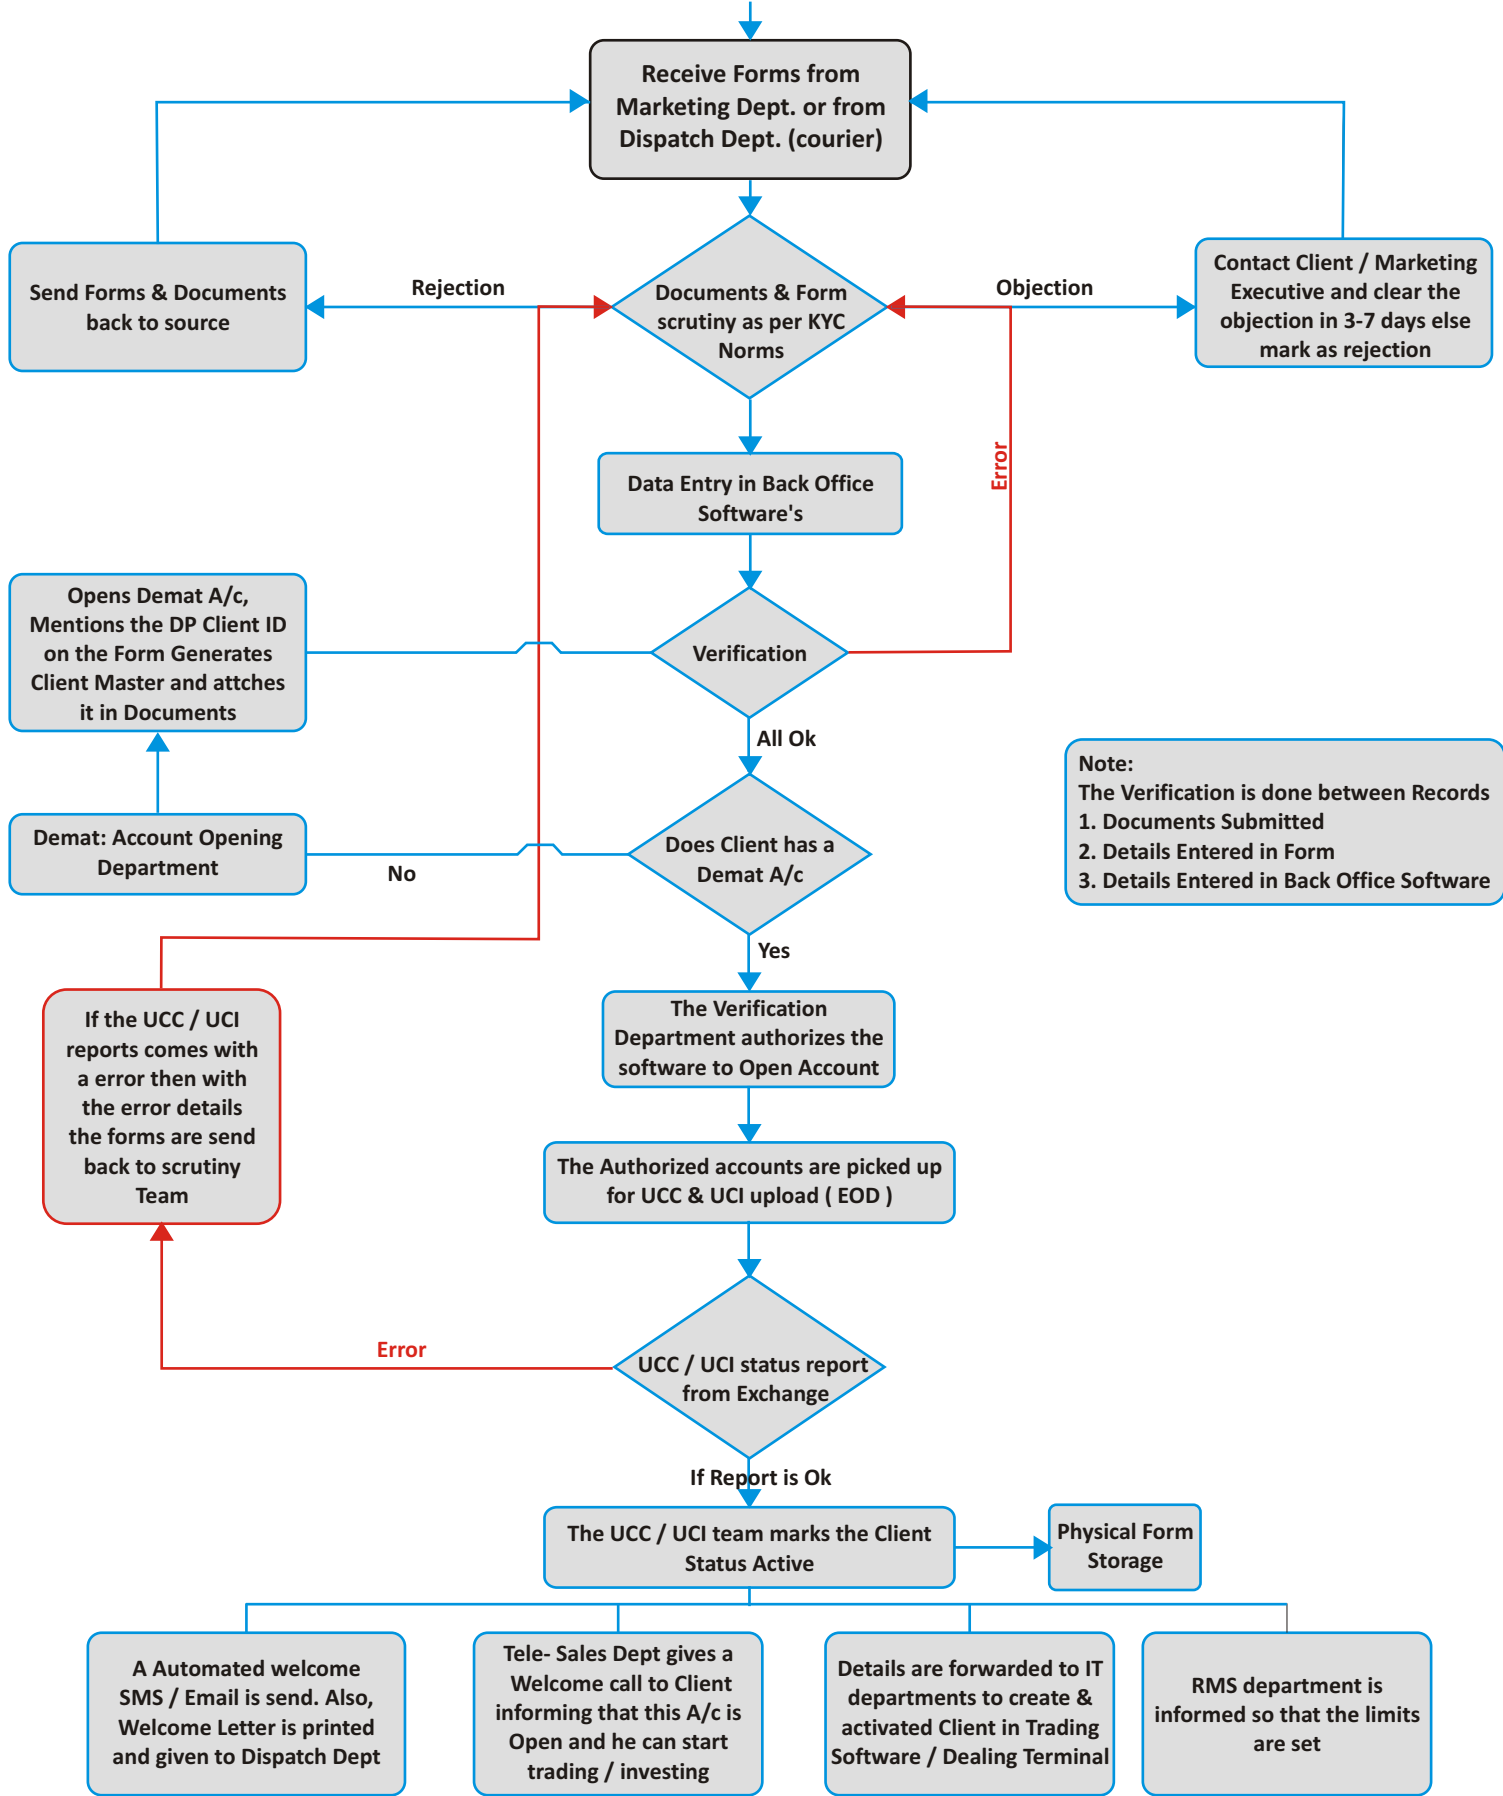 Receive Forms from
Marketing Dept. or from
Dispatch Dept. (courier)
Send Forms & Documents
back to source
Rejection
Documents & Form
scrutiny as per KYC
Norms
Objection
Contact Client / Marketing
Executive and clear the
objection in 3-7 days else
mark as rejection
Data Entry in Back Office
Software's
Error
Opens Demat A/c,
Mentions the DP Client ID
on the Form Generates
Client Master and attches
it in Documents
Verification
All Ok
Note:
The Verification is done between Records
1. Documents Submitted
2. Details Entered in Form
3. Details Entered in Back Office Software
Demat: Account Opening
Department
No
Does Client has a
Demat A/c
Yes
The Verification
Department authorizes the
software to Open Account
If the UCC / UCI
reports comes with
a error then with
the error details
the forms are send
back to scrutiny
Team
The Authorized accounts are picked up
for UCC & UCI upload ( EOD )
Error
UCC / UCI status report
from Exchange
If Report is Ok
The UCC / UCI team marks the Client
Status Active
Physical Form
Storage
A Automated welcome
SMS / Email is send. Also,
Welcome Letter is printed
and given to Dispatch Dept
Tele- Sales Dept gives a
Welcome call to Client
informing that this A/c is
Open and he can start
trading / investing
Details are forwarded to IT
departments to create &
activated Client in Trading
Software / Dealing Terminal
RMS department is
informed so that the limits
are set